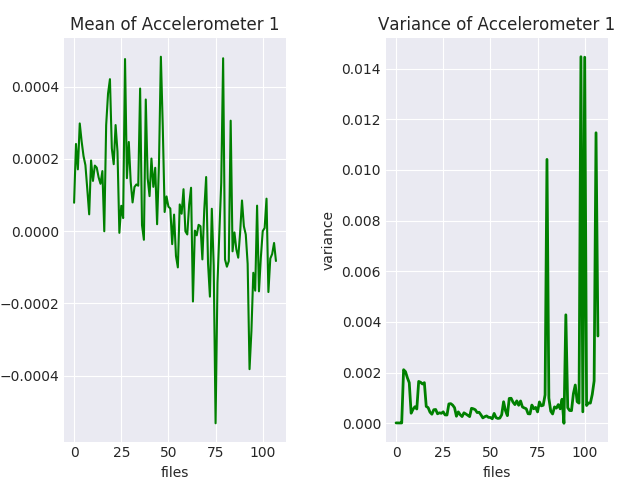 Mean of Accelerometer 1
0.0004
0.0002
0.0000
−0.0002
−0.0004
0 25 50 75 100
files
Variance of Accelerometer 1
variance
0.014
0.012
0.010
0.008
0.006
0.004
0.002
0.000
0 25 50 75 100
files